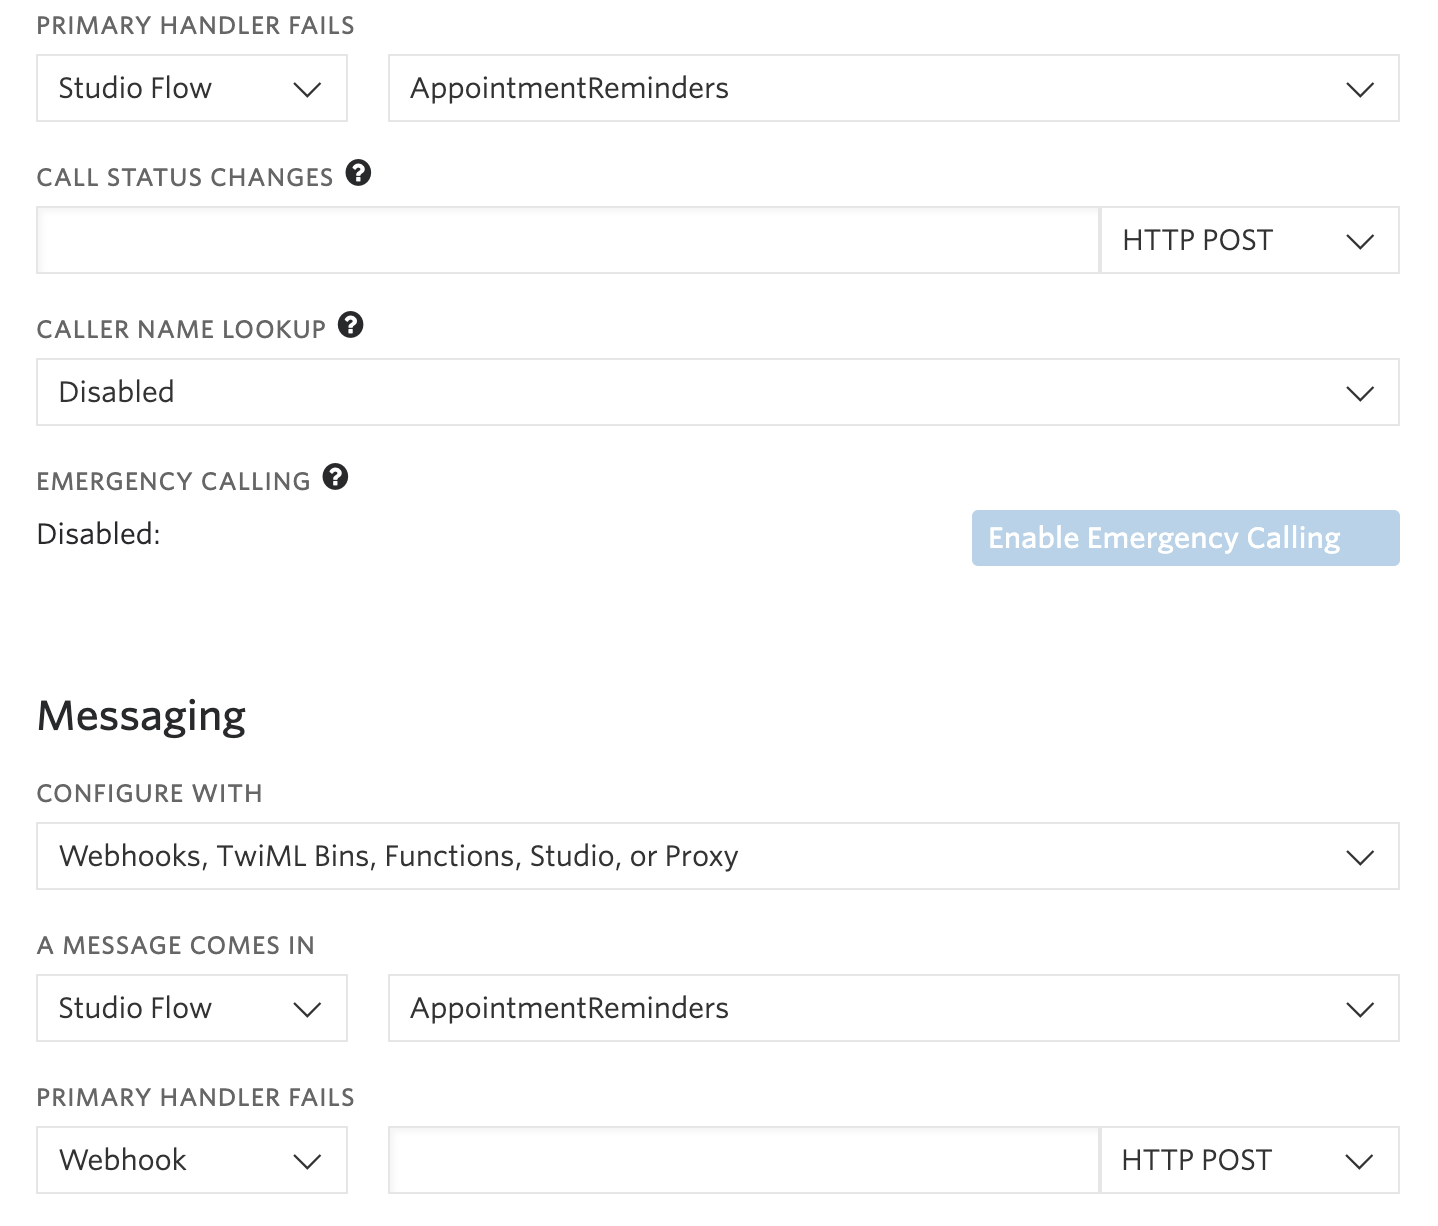 PRIMARY HANDLER FAILS
Studio Flow AppointmentReminders
CALL STATUS CHANGES ?
HTTP POST
CALLER NAME LOOKUP ?
Disabled
EMERGENCY CALLING ?
Disabled: Enable Emergency Calling
Messaging
CONFIGURE WITH
Webhooks, TwiML Bins, Functions, Studio, or Proxy
A MESSAGE COMES IN
Studio Flow AppointmentReminders
PRIMARY HANDLER FAILS
Webhook HTTP POST